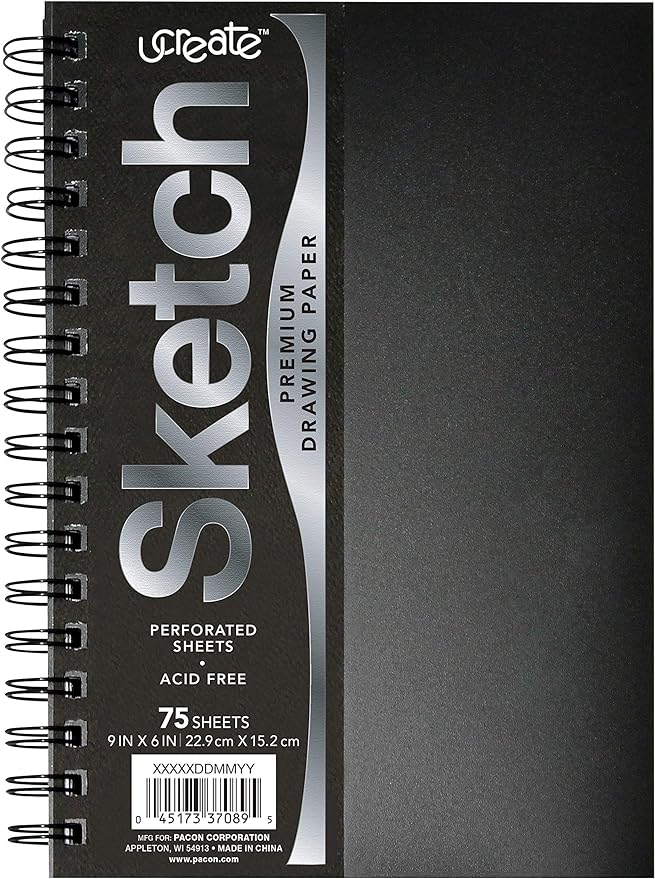 ucreate™
Sketch
PREMIUM
DRAWING PAPER
PERFORATED
SHEETS
•
ACID FREE
75 SHEETS
9 IN X 6 IN | 22.9 cm X 15.2 cm
XXXXXDDMMYY
0 45173 37089 5
MFG FOR: PACON CORPORATION
APPLETON, WI 54913 • MADE IN CHINA
www.pacon.com